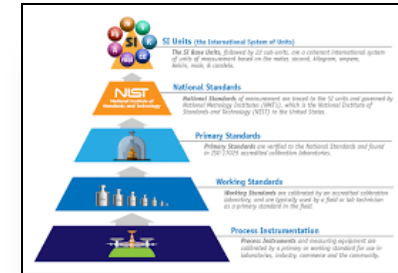 SI
SI Units (the International System of Units)
The SI Base Units, followed by 22 sub-units, are a coherent international system
of units of measurement based on the meter, second, kilogram, ampere,
kelvin, mole, & candela.
NIST
National Institute of
Standards and Technology
National Standards
National Standards of measurement are traced to the SI units and governed by
National Metrology Institutes (NMI's), which is the National Institute of
Standards and Technology (NIST) in the United States.
Primary Standards
Primary Standards are verified to the National Standards and found
in ISO 17025 accredited calibration laboratories.
Working Standards
Working Standards are calibrated by an accredited calibration
laboratory, and are typically used by a field or lab technician
as a primary standard in the field.
Process Instrumentation
Process Instruments and measuring equipment are
calibrated by a primary or working standard for use in
laboratories, industry, commerce and the community.